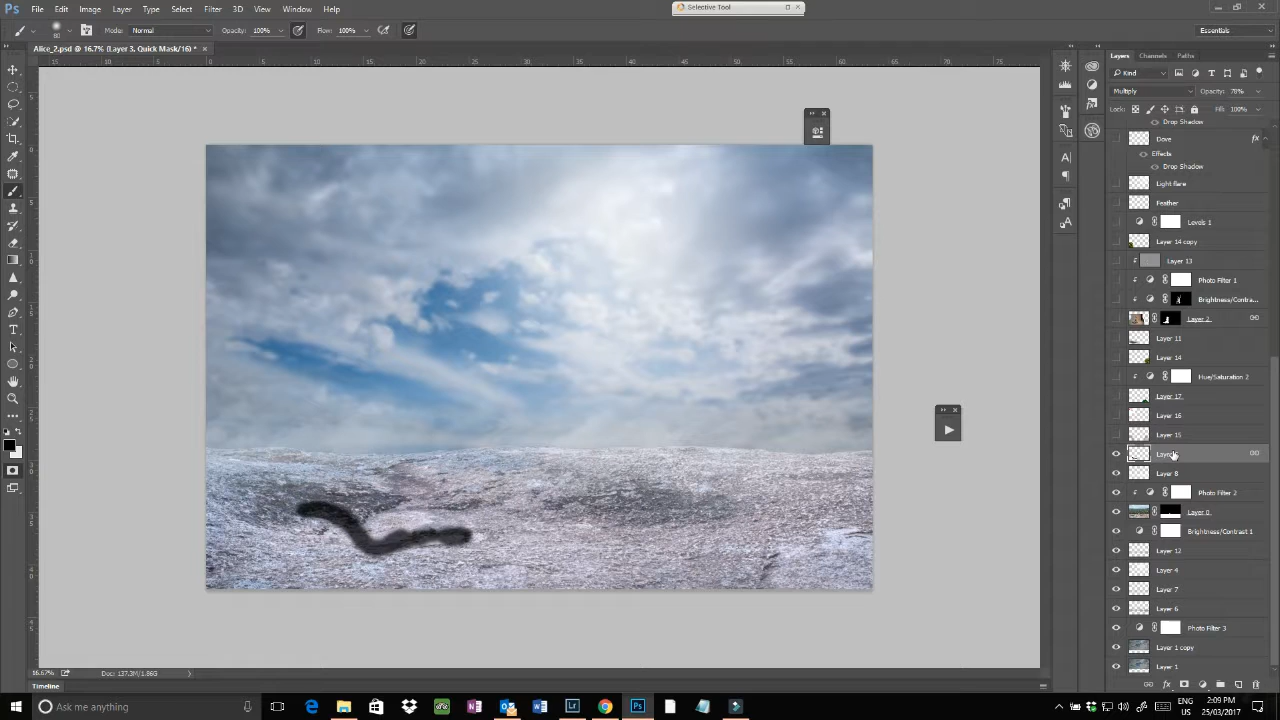 Ps File Edit Image Layer Type Select Filter 3D View Window Help
Selective Tool
Mode: Normal Opacity: 100% Flow: 100% Essentials
Alice_2.psd @ 16.7% (Layer 3, Quick Mask/16) * ×
Layers Channels Paths
Kind
Multiply Opacity: 78%
Lock: Fill: 100%
Drop Shadow
Dove fx
Effects
Drop Shadow
Light flare
Feather
Levels 1
Layer 14 copy
Layer 13
Photo Filter 1
Brightness/Contra...
Layer 2
Layer 11
Layer 14
Hue/Saturation 2
Layer 17
Layer 16
Layer 15
Layer
Layer 8
Photo Filter 2
Layer 0
Brightness/Contrast 1
Layer 12
Layer 4
Layer 7
Layer 6
Photo Filter 3
Layer 1 copy
Layer 1
16.67% Doc: 137.3M/1.86G
Timeline
Ask me anything
ENG 2:09 PM
US 25/03/2017